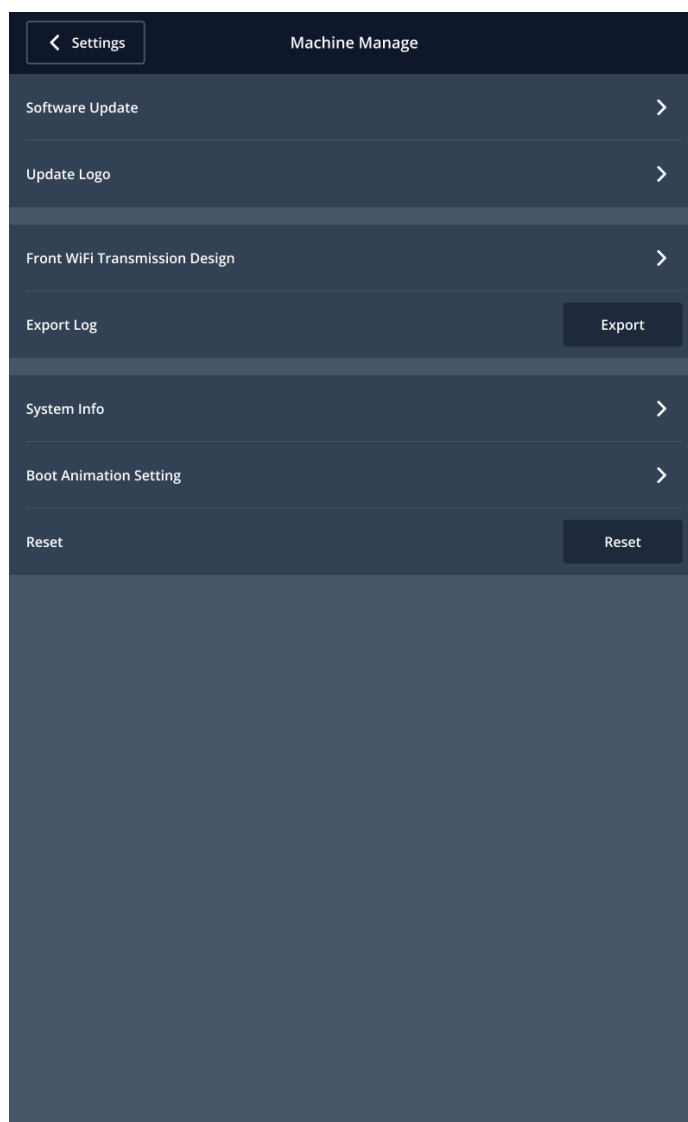 Settings
Machine Manage
Software Update
Update Logo
Front WiFi Transmission Design
Export Log
Export
System Info
Boot Animation Setting
Reset
Reset